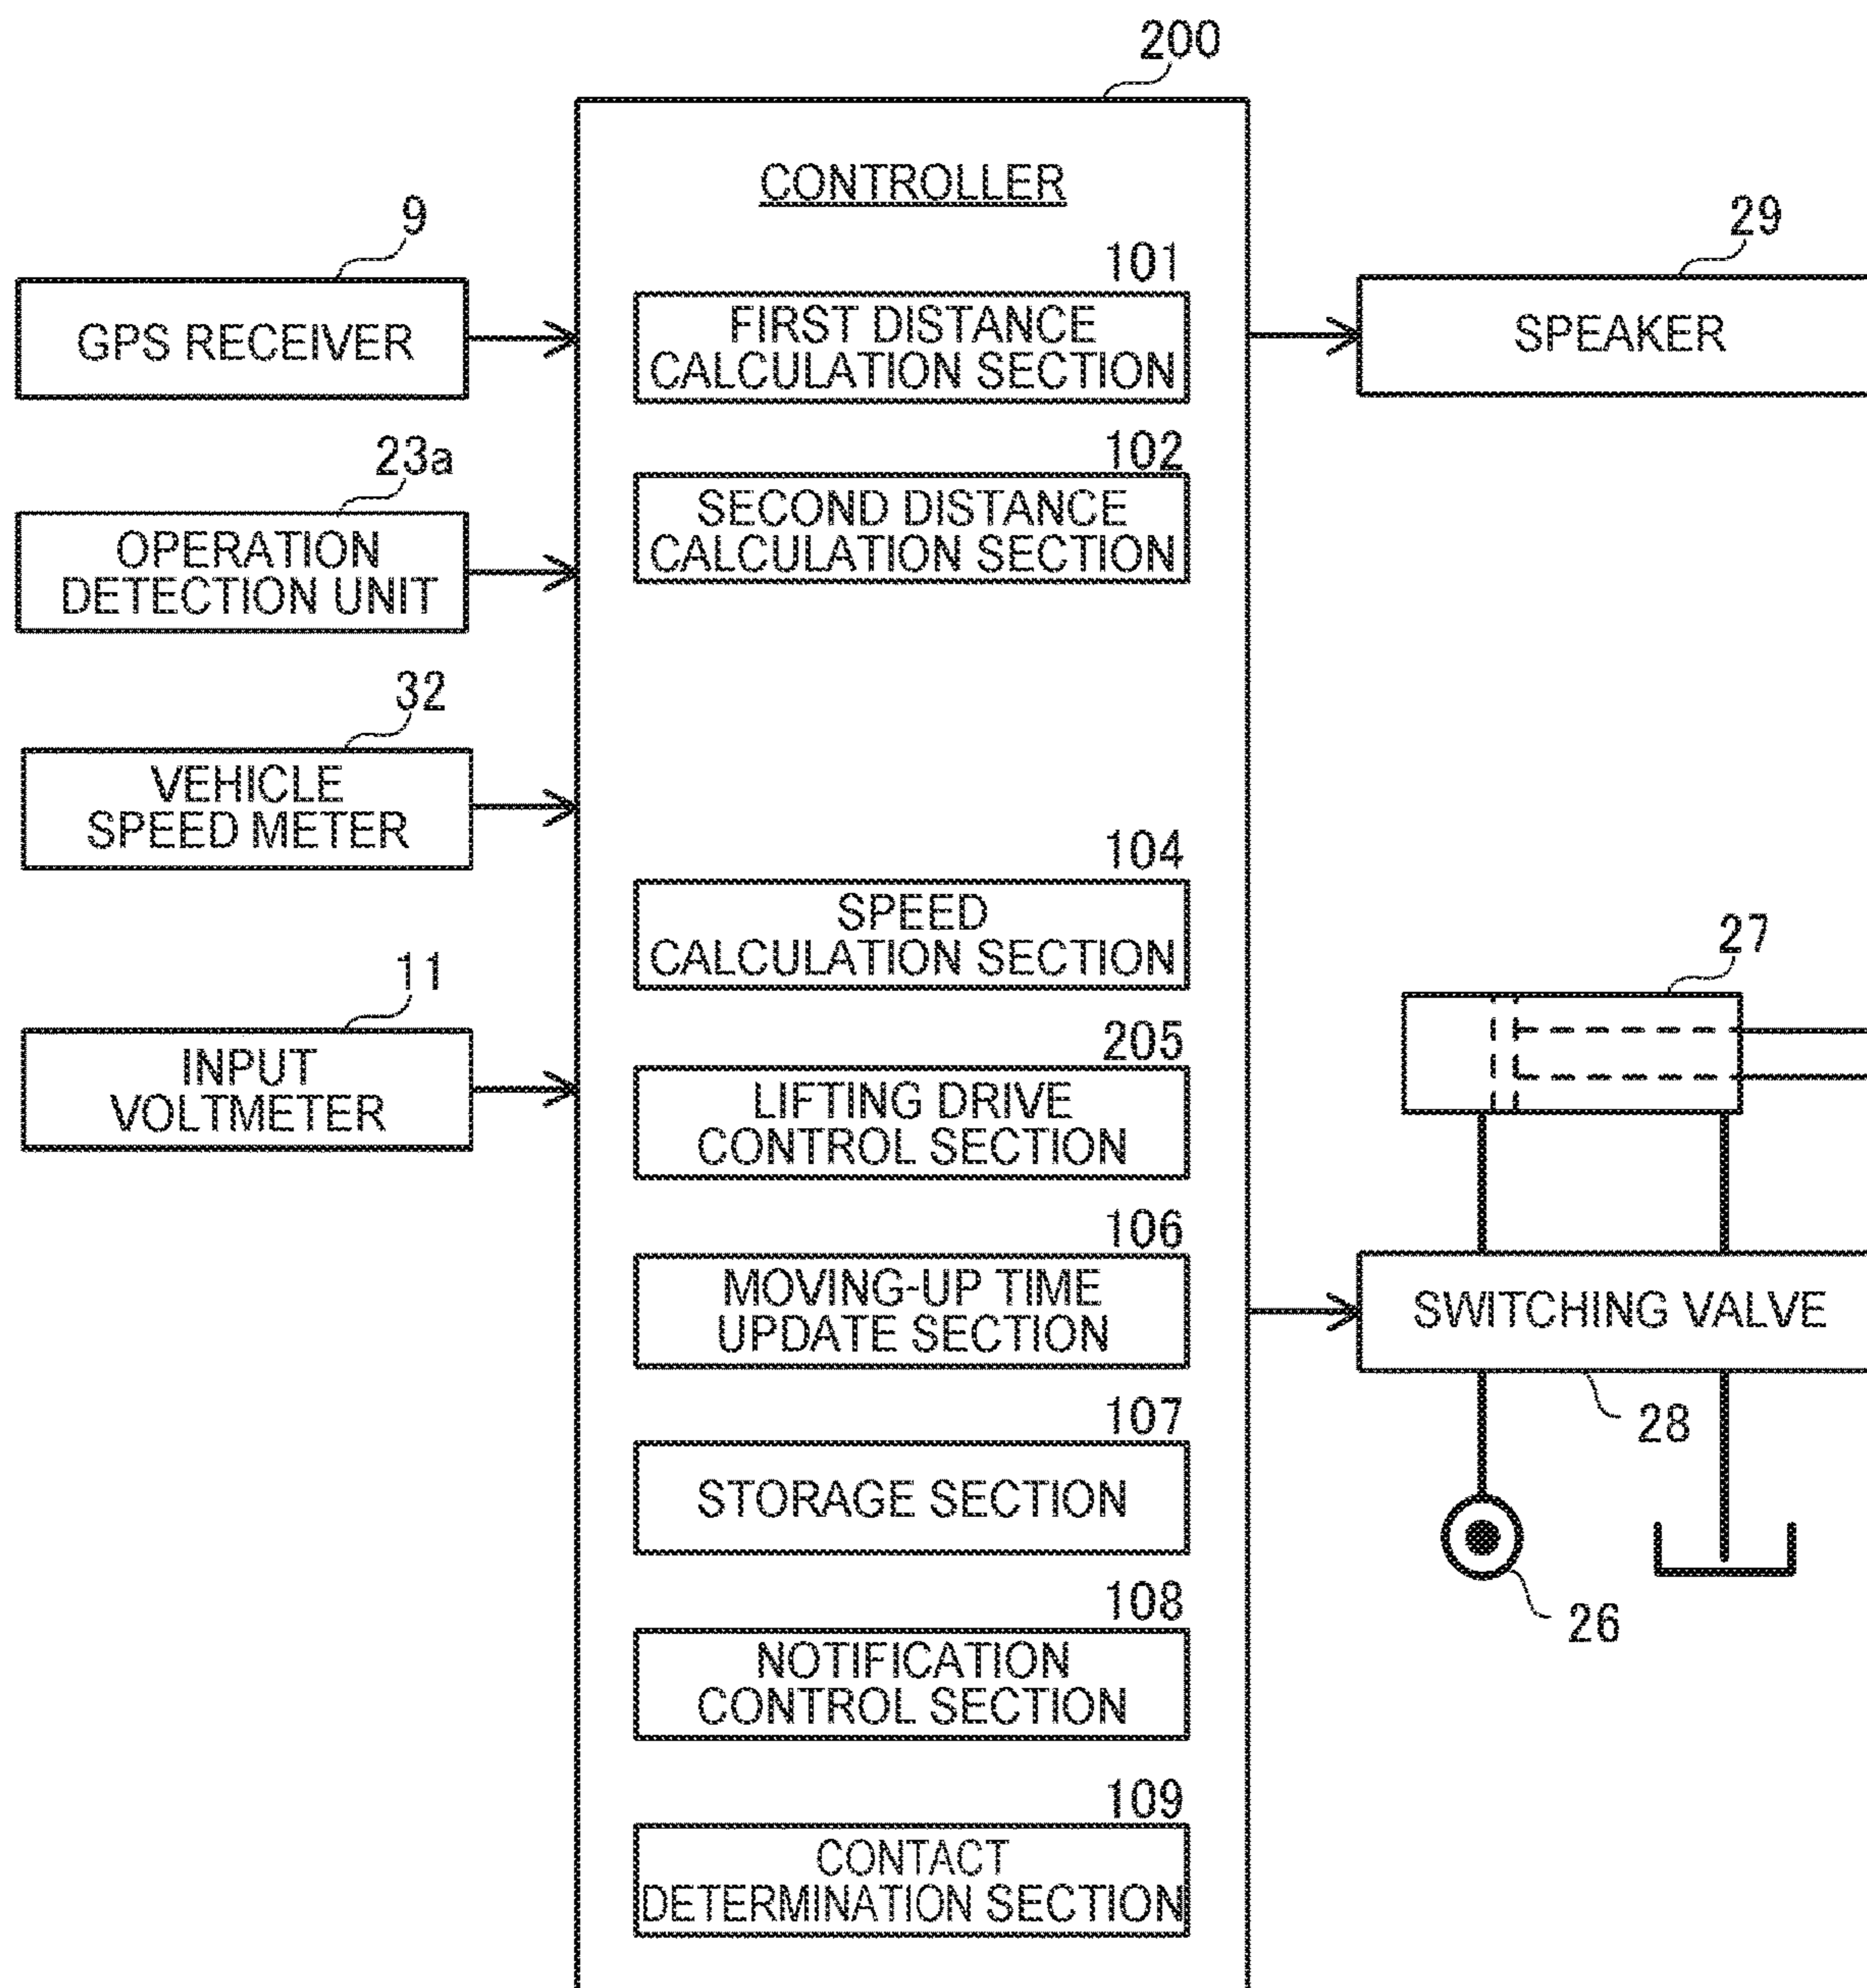 200
CONTROLLER
9
GPS RECEIVER
23a
OPERATION
DETECTION UNIT
32
VEHICLE
SPEED METER
11
INPUT
VOLTMETER
101
FIRST DISTANCE
CALCULATION SECTION
102
SECOND DISTANCE
CALCULATION SECTION
104
SPEED
CALCULATION SECTION
205
LIFTING DRIVE
CONTROL SECTION
106
MOVING-UP TIME
UPDATE SECTION
107
STORAGE SECTION
108
NOTIFICATION
CONTROL SECTION
109
CONTACT
DETERMINATION SECTION
29
SPEAKER
27
SWITCHING VALVE
28
26